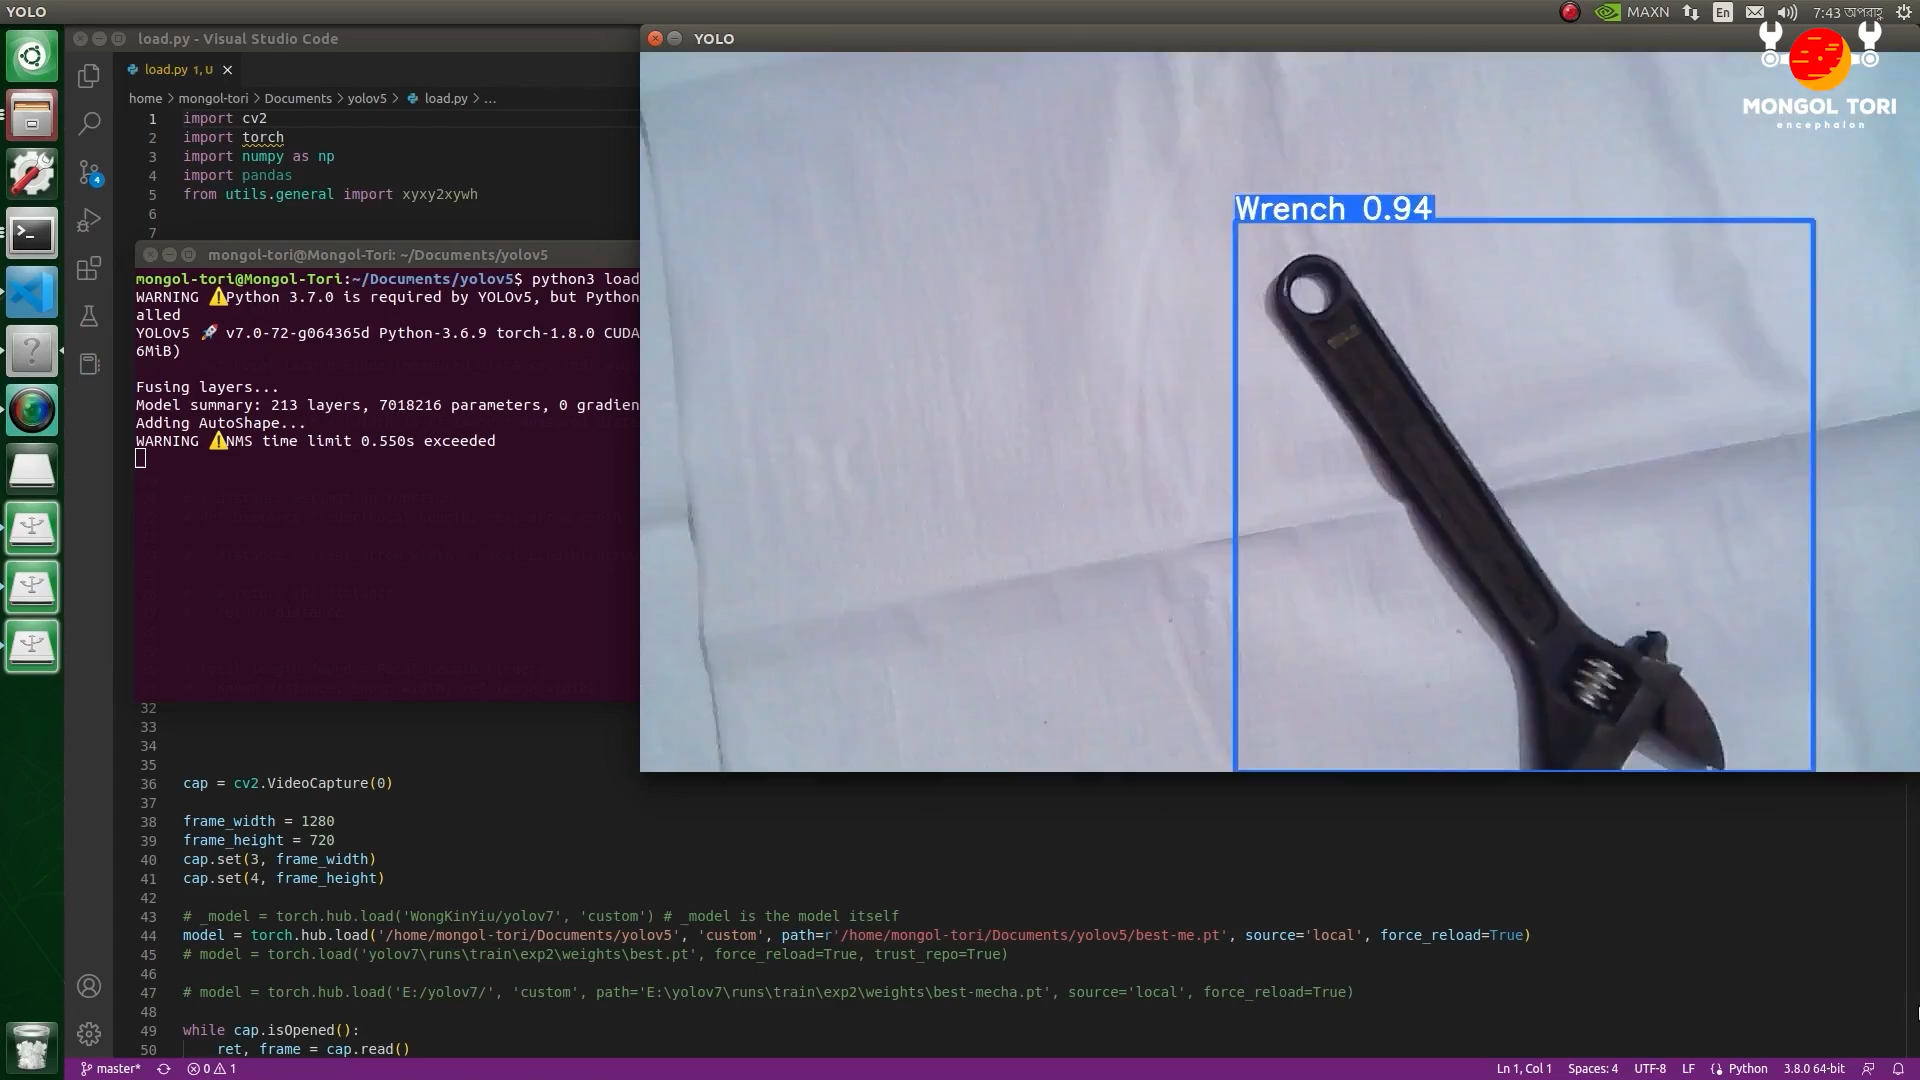 YOLO
MAXN
En
7:43 অপরাহ্ণ
load.py - Visual Studio Code
YOLO
load.py 1, U
home > mongol-tori > Documents > yolov5 > load.py > ...
MONGOL TORI
encephalon
1 import cv2
2 import torch
3 import numpy as np
4 import pandas
5 from utils.general import xyxy2xywh
6
7
4
mongol-tori@Mongol-Tori: ~/Documents/yolov5
mongol-tori@Mongol-Tori:~/Documents/yolov5$ python3 load
WARNING ⚠️Python 3.7.0 is required by YOLOv5, but Python
alled
YOLOv5 🚀 v7.0-72-g064365d Python-3.6.9 torch-1.8.0 CUDA
6MiB)
Fusing layers...
Model summary: 213 layers, 7018216 parameters, 0 gradien
Adding AutoShape...
WARNING ⚠️NMS time limit 0.550s exceeded
Wrench 0.94
32
33
34
35
36 cap = cv2.VideoCapture(0)
37
38 frame_width = 1280
39 frame_height = 720
40 cap.set(3, frame_width)
41 cap.set(4, frame_height)
42
43 # _model = torch.hub.load('WongKinYiu/yolov7', 'custom') # _model is the model itself
44 model = torch.hub.load('/home/mongol-tori/Documents/yolov5', 'custom', path=r'/home/mongol-tori/Documents/yolov5/best-me.pt', source='local', force_reload=True)
45 # model = torch.load('yolov7\runs\train\exp2\weights\best.pt', force_reload=True, trust_repo=True)
46
47 # model = torch.hub.load('E:/yolov7/', 'custom', path='E:\yolov7\runs\train\exp2\weights\best-mecha.pt', source='local', force_reload=True)
48
49 while cap.isOpened():
50 ret, frame = cap.read()
master* 0 1 Ln 1, Col 1 Spaces: 4 UTF-8 LF Python 3.8.0 64-bit